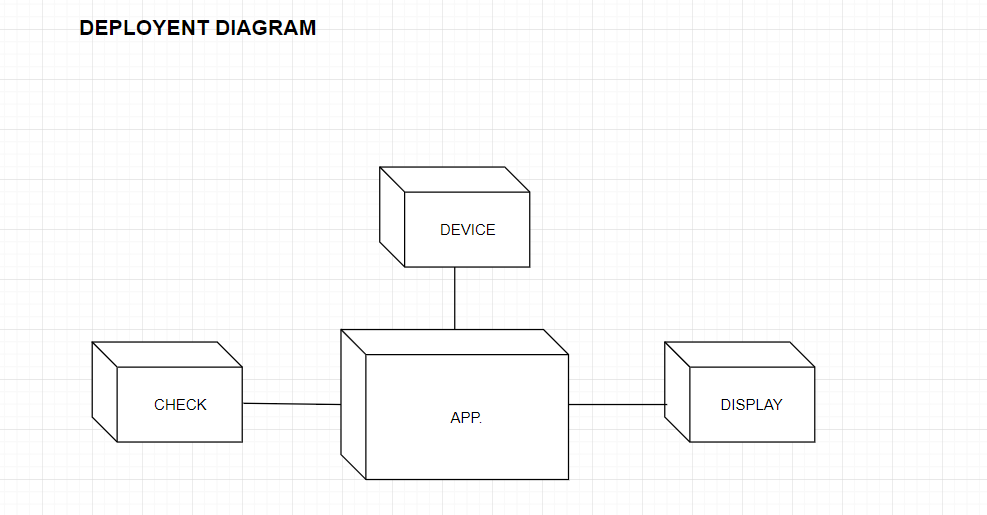 DEPLOYENT DIAGRAM
DEVICE
CHECK
APP.
DISPLAY